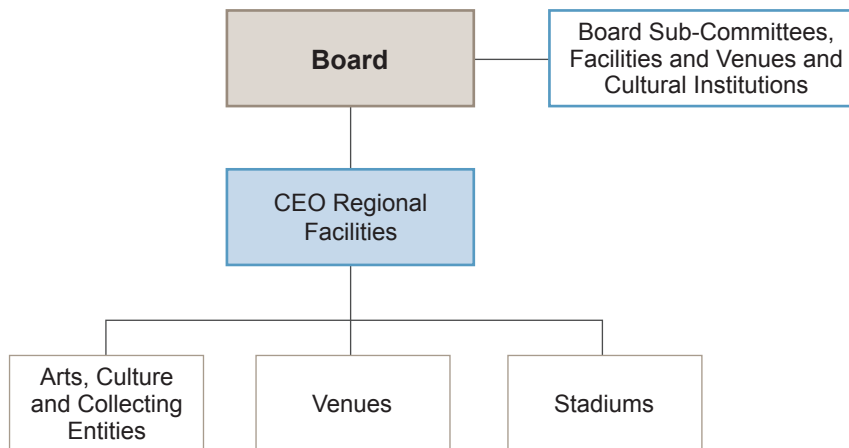 Board
Board Sub-Committees,
Facilities and Venues and
Cultural Institutions
CEO Regional
Facilities
Arts, Culture
and Collecting
Entities
Venues
Stadiums